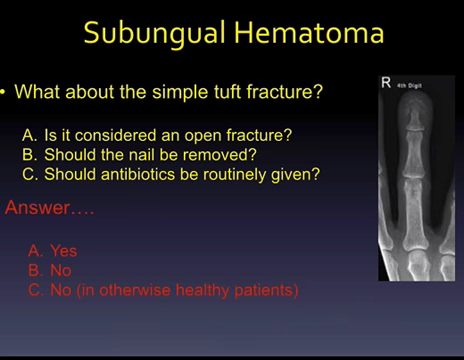 Subungual Hematoma
• What about the simple tuft fracture?
A. Is it considered an open fracture?
B. Should the nail be removed?
C. Should antibiotics be routinely given?
Answer….
A. Yes
B. No
C. No (in otherwise healthy patients)
R 4th Digit